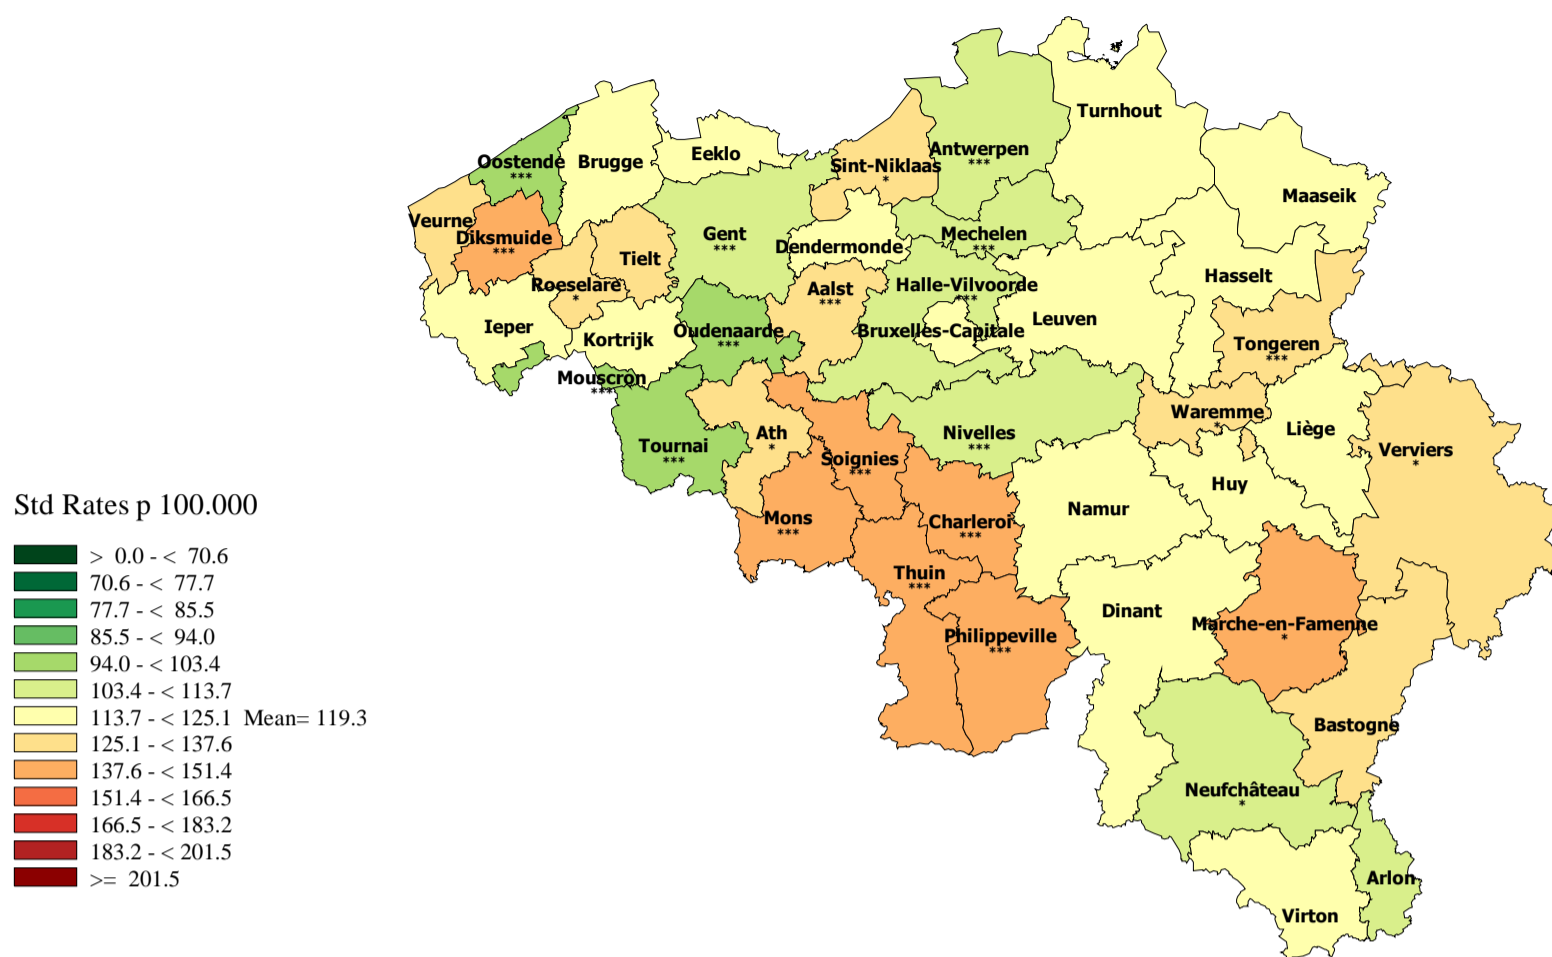 Turnhout
Antwerpen
***
Oostende
***
Brugge
Eeklo
Sint-Niklaas
*
Maaseik
Veurne
Diksmuide
***
Gent
***
Dendermonde
Mechelen
***
Tielt
Roeselare
*
Aalst
***
Halle-Vilvoorde
***
Hasselt
Ieper
Kortrijk
Oudenaarde
***
Bruxelles-Capitale
Leuven
Tongeren
***
Mouscron
***
Waremme
*
Tournai
***
Ath
*
Nivelles
***
Liège
Verviers
*
Soignies
***
Huy
Std Rates p 100.000
Mons
***
Charleroi
***
Namur
> 0.0 - < 70.6
70.6 - < 77.7
77.7 - < 85.5
85.5 - < 94.0
94.0 - < 103.4
103.4 - < 113.7
113.7 - < 125.1 Mean= 119.3
125.1 - < 137.6
137.6 - < 151.4
151.4 - < 166.5
166.5 - < 183.2
183.2 - < 201.5
>= 201.5
Thuin
***
Dinant
Marche-en-Famenne
*
Philippeville
***
Bastogne
Neufchâteau
*
Arlon
Virton